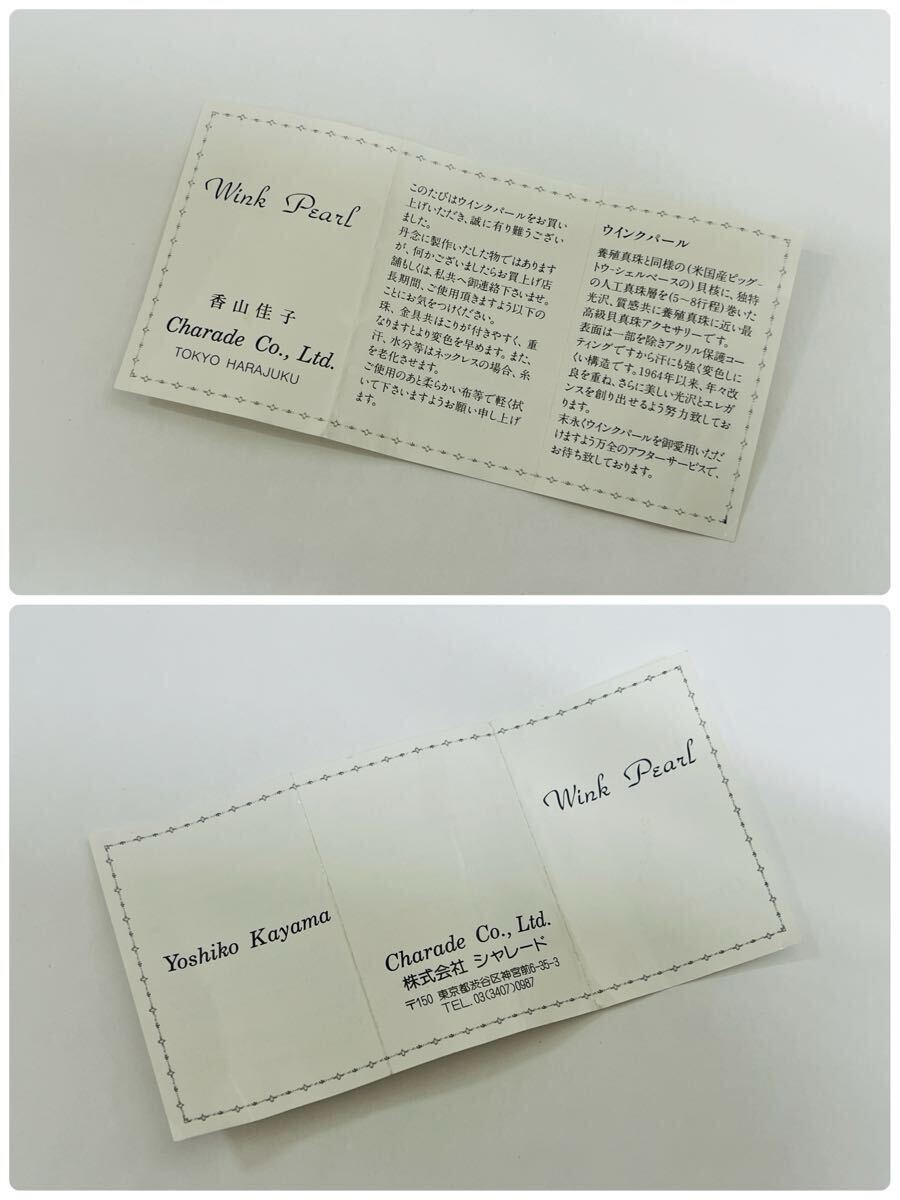 Wink Pearl
香山佳子
Charade Co., Ltd.
TOKYO HARAJUKU
このたびはウインクパールをお買い
上げいただき、誠に有り難うござい
ました。
丹念に製作いたした物ではあります
が、何かございましたらお買上げ店
舗もしくは、私共へ御連絡下さいませ。
長期間、ご使用頂きますよう以下の
ことにお気をつけください。
珠、金具共ほこりが付きやすく、重
なりますとより変色を早めます。また、
汗、水分等はネックレスの場合、糸
を老化させます。
ご使用のあと柔らかい布等で軽く拭
いて下さいますようお願い申し上げ
ます。
ウインクパール
養殖真珠と同様の(米国産ピッグ-
トウ-シェルベースの)貝核に、独特
の人工真珠層を(5~8行程)巻いた
光沢、質感共に養殖真珠に近い最
高級貝真珠アクセサリーです。
表面は一部を除きアクリル保護コー
ティングですから汗にも強く変色しに
くい構造です。1964年以来、年々改
良を重ね、さらに美しい光沢とエレガ
ンスを創り出せるよう努力致してお
ります。
末永くウインクパールを御愛用いただ
けますよう万全のアフターサービスで、
お待ち致しております。
Yoshiko Kayama
Charade Co., Ltd.
株式会社 シャレード
〒150 東京都渋谷区神宮前6-35-3
TEL. 03(3407)0987
Wink Pearl